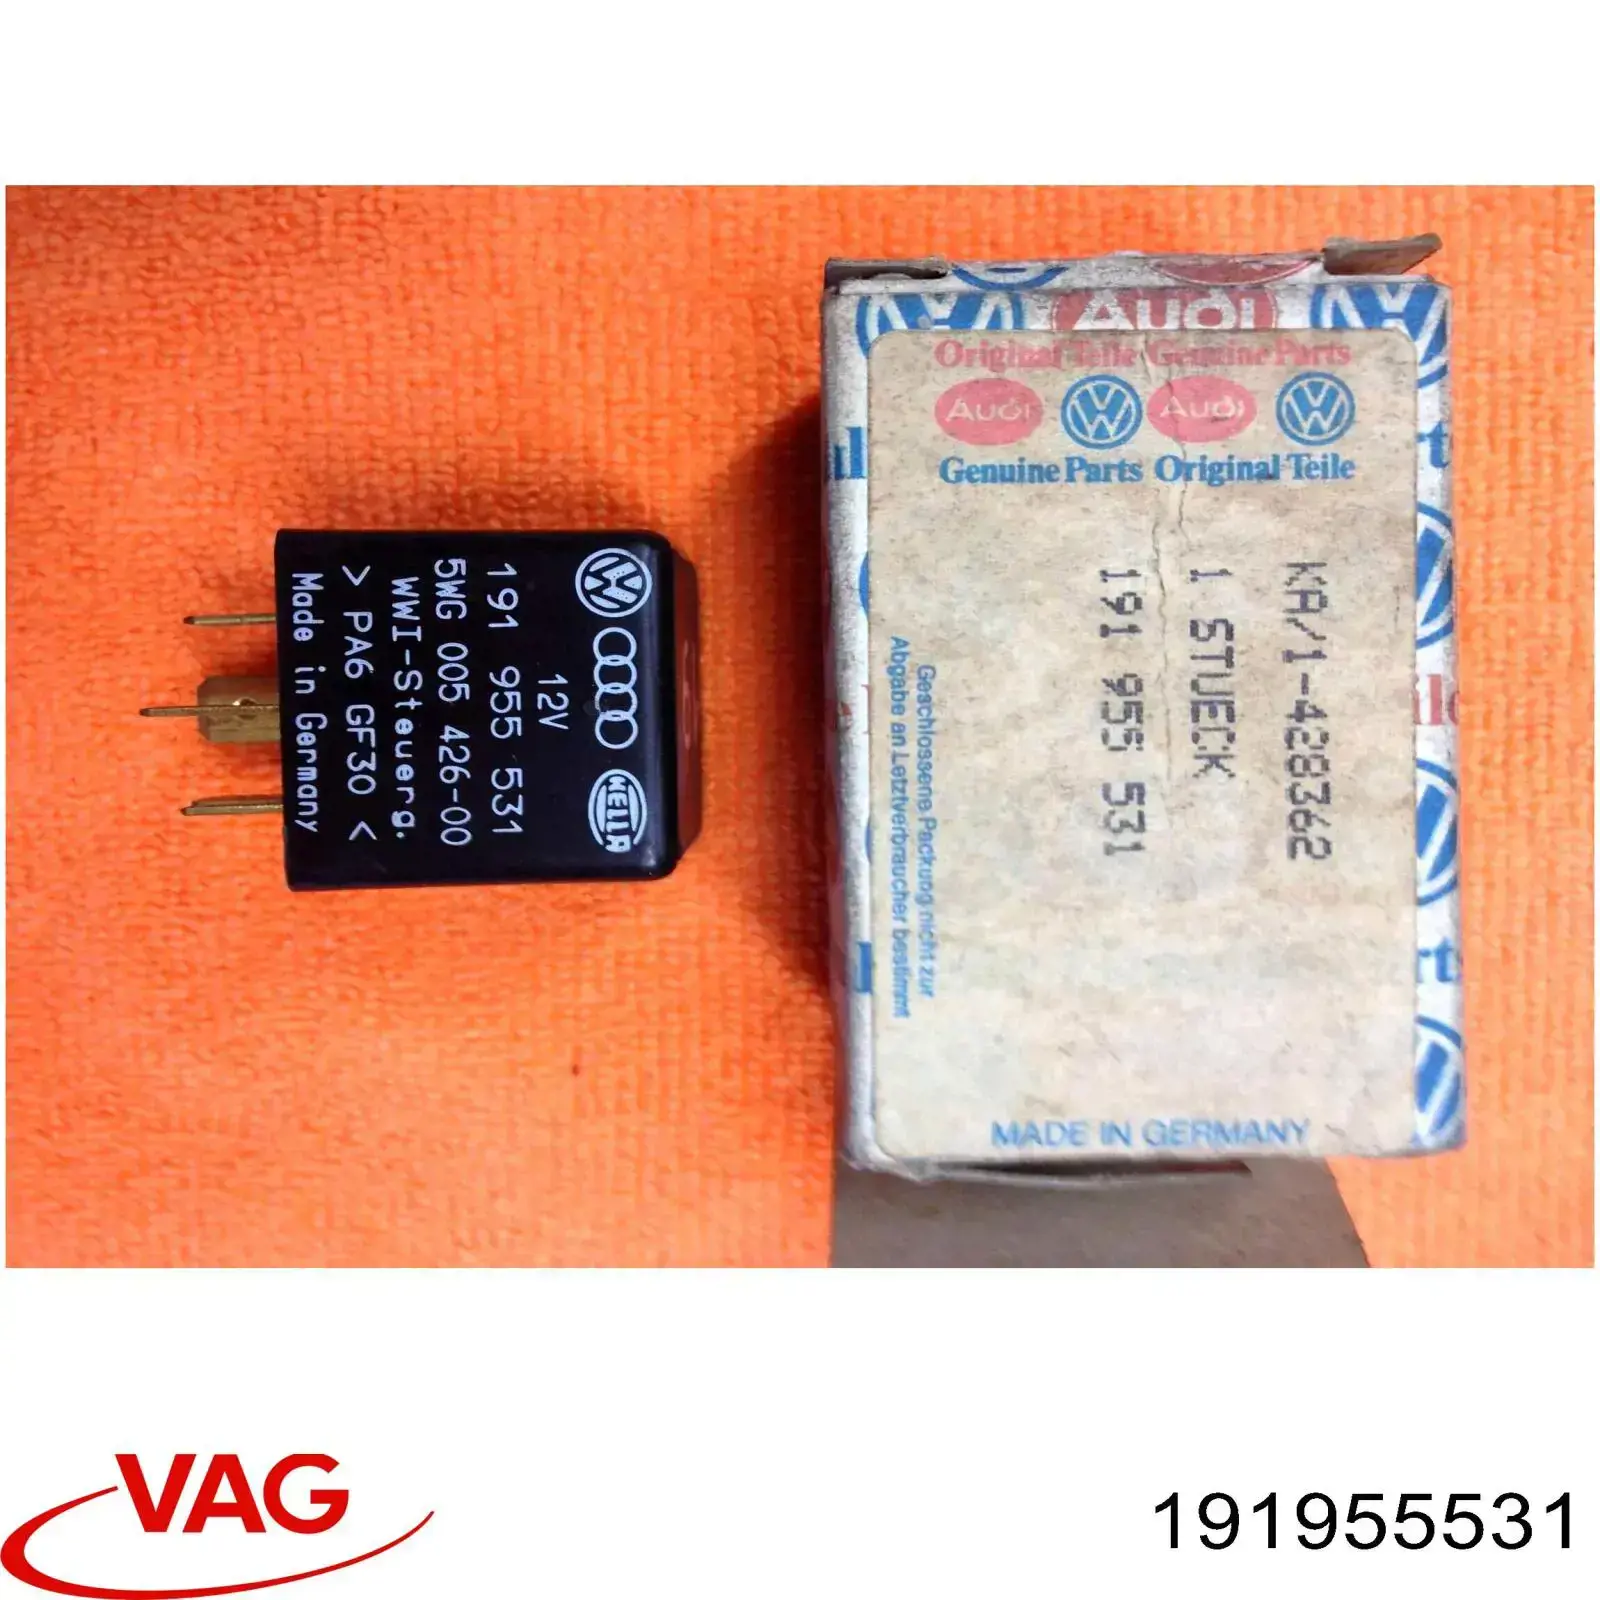 12V
191 955 531
5WG 005 426-00
WWI-Steuerg.
> PA6 GF30 <
Made in Germany
HELLA
Audi
Original Teile Genuine Parts
Audi Audi
Genuine Parts Original Teile
KA/1-428362
1 STUECK
191 955 531
Geschlossene Packung nicht zur
Abgabe an Letztverbraucher bestimmt
MADE IN GERMANY
VAG
191955531